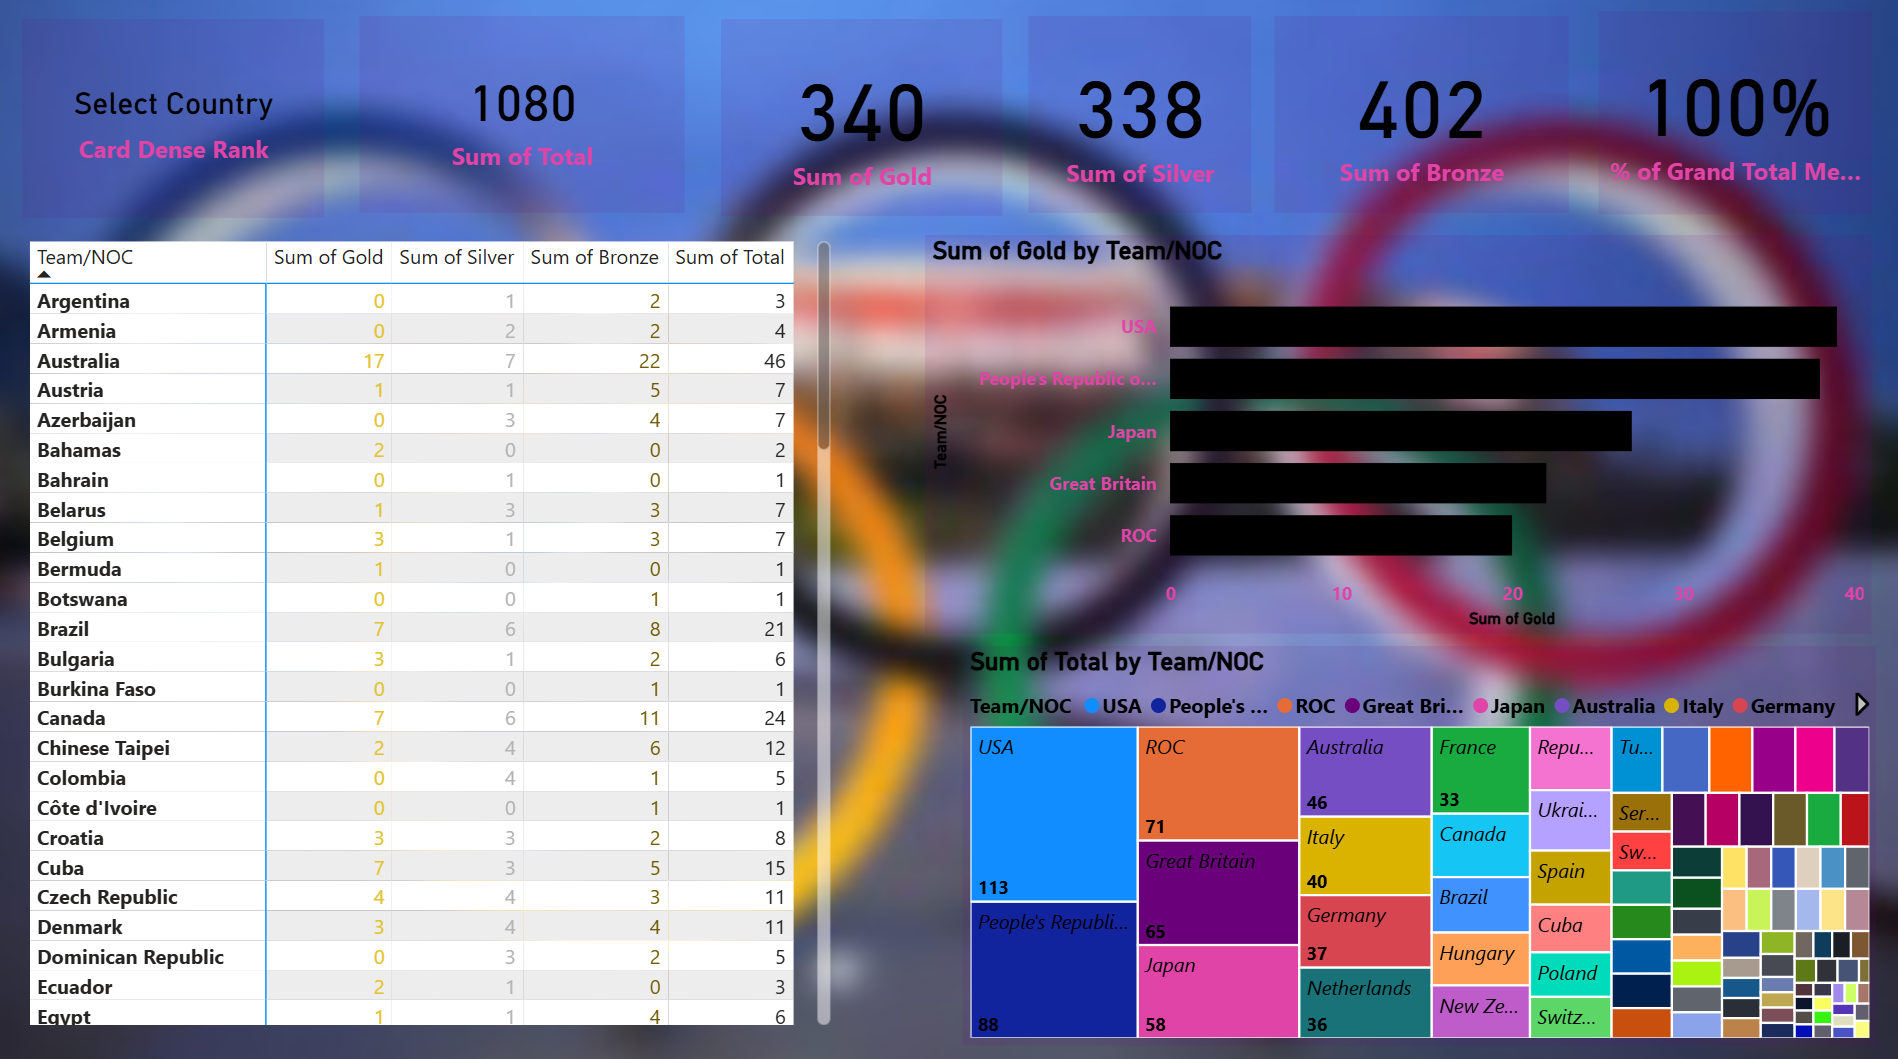 Select Country
Card Dense Rank
1080
Sum of Total
340
Sum of Gold
338
Sum of Silver
402
Sum of Bronze
100%
% of Grand Total Me...
Team/NOC Sum of Gold Sum of Silver Sum of Bronze Sum of Total
Argentina 0 1 2 3
Armenia 0 2 2 4
Australia 17 7 22 46
Austria 1 1 5 7
Azerbaijan 0 3 4 7
Bahamas 2 0 0 2
Bahrain 0 1 0 1
Belarus 1 3 3 7
Belgium 3 1 3 7
Bermuda 1 0 0 1
Botswana 0 0 1 1
Brazil 7 6 8 21
Bulgaria 3 1 2 6
Burkina Faso 0 0 1 1
Canada 7 6 11 24
Chinese Taipei 2 4 6 12
Colombia 0 4 1 5
Côte d'Ivoire 0 0 1 1
Croatia 3 3 2 8
Cuba 7 3 5 15
Czech Republic 4 4 3 11
Denmark 3 4 4 11
Dominican Republic 0 3 2 5
Ecuador 2 1 0 3
Egypt 1 1 4 6
Sum of Gold by Team/NOC
Team/NOC
USA
People's Republic o...
Japan
Great Britain
ROC
0 10 20 30 40
Sum of Gold
Sum of Total by Team/NOC
Team/NOC USA People's ... ROC Great Bri... Japan Australia Italy Germany
USA
113
People's Republi...
88
ROC
71
Great Britain
65
Japan
58
Australia
46
Italy
40
Germany
37
Netherlands
36
France
33
Canada
Brazil
Hungary
New Ze...
Repu...
Ukrai...
Spain
Cuba
Poland
Switz...
Tu...
Ser...
Sw...